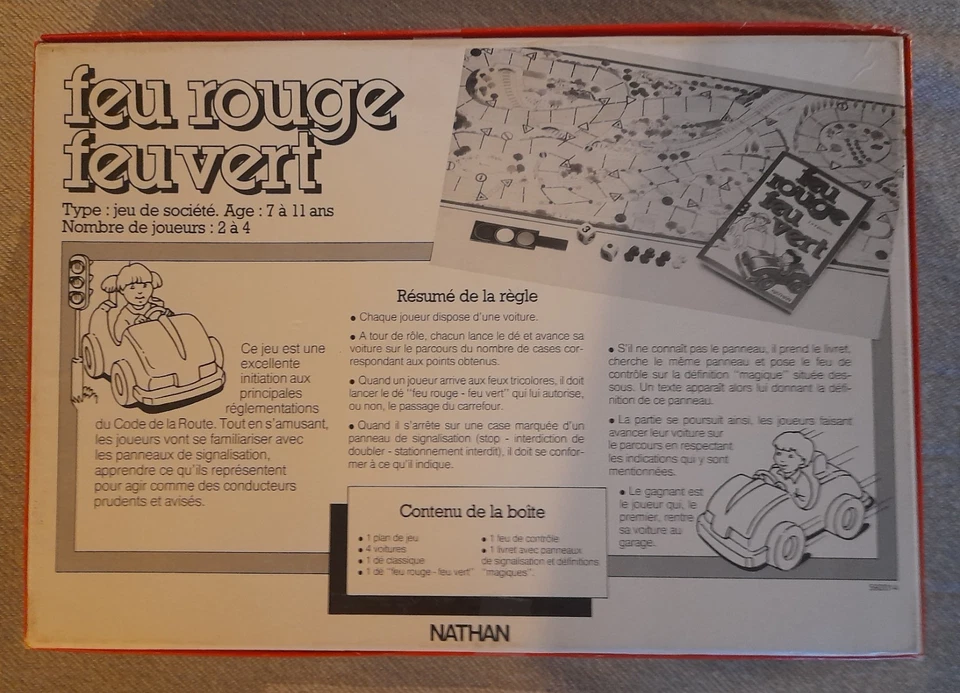 feu rouge
feu vert
Type : jeu de société. Age : 7 à 11 ans
Nombre de joueurs : 2 à 4
feu
rouge
feu
vert
3
Ce jeu est une
excellente
initiation aux
principales
réglementations
du Code de la Route. Tout en s'amusant,
les joueurs vont se familiariser avec
les panneaux de signalisation,
apprendre ce qu'ils représentent
pour agir comme des conducteurs
prudents et avisés.
Résumé de la règle
• Chaque joueur dispose d'une voiture.
• A tour de rôle, chacun lance le dé et avance sa
voiture sur le parcours du nombre de cases cor-
respondant aux points obtenus.
• Quand un joueur arrive aux feux tricolores, il doit
lancer le dé "feu rouge - feu vert" qui lui autorise,
ou non, le passage du carrefour.
• Quand il s'arrête sur une case marquée d'un
panneau de signalisation (stop - interdiction de
doubler - stationnement interdit), il doit se confor-
mer à ce qu'il indique.
• S'il ne connaît pas le panneau, il prend le livret,
cherche le même panneau et pose le feu de
contrôle sur la définition "magique" située des-
sous. Un texte apparaît alors lui donnant la défi-
nition de ce panneau.
• La partie se poursuit ainsi, les joueurs faisant
avancer leur voiture sur
le parcours en respectant
les indications qui y sont
mentionnées.
• Le gagnant est
le joueur qui, le
premier, rentre
sa voiture au
garage.
Contenu de la boîte
• 1 plan de jeu
• 4 voitures
• 1 dé classique
• 1 dé "feu rouge - feu vert"
• 1 feu de contrôle
• 1 livret avec panneaux
de signalisation et définitions
"magiques".
NATHAN